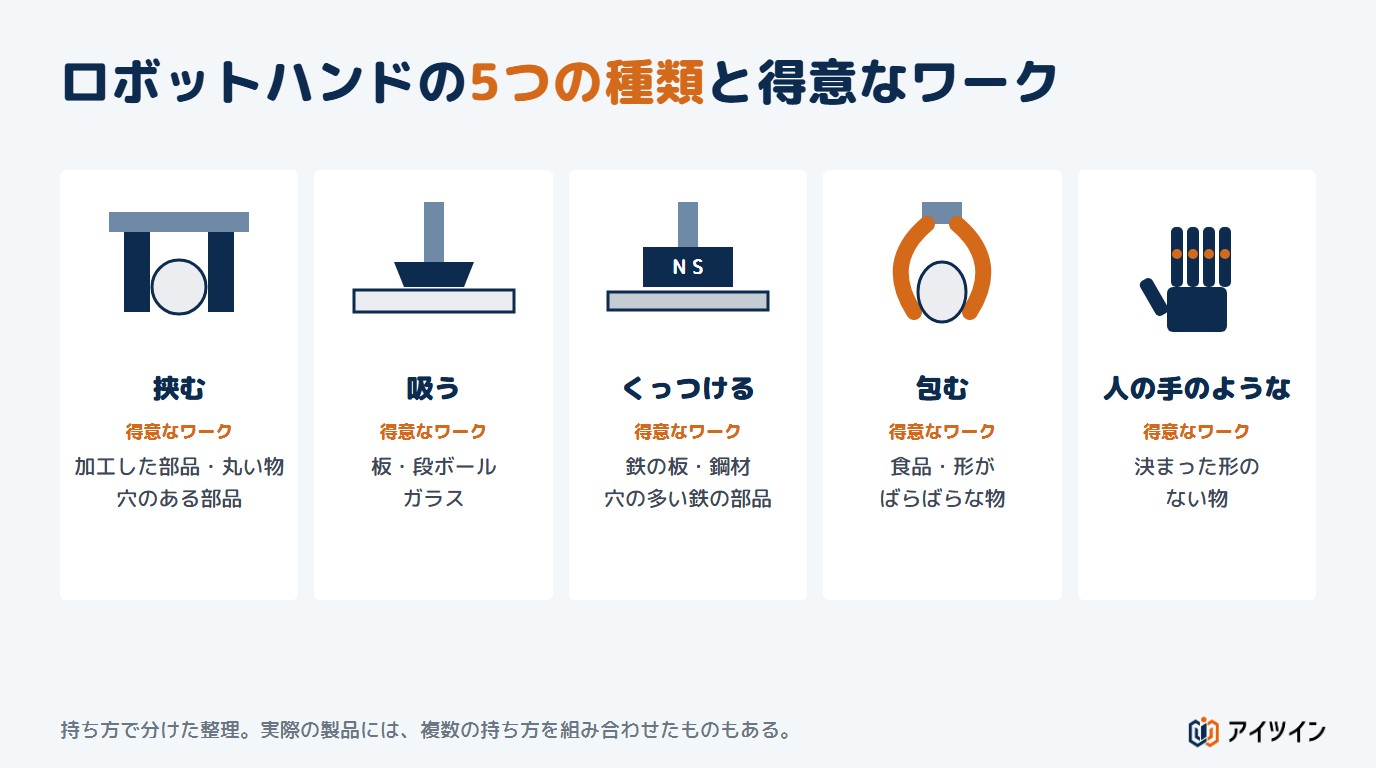 ロボットハンドの5つの種類と得意なワーク
挟む
得意なワーク
加工した部品・丸い物
穴のある部品
吸う
得意なワーク
板・段ボール
ガラス
N S
くっつける
得意なワーク
鉄の板・鋼材
穴の多い鉄の部品
包む
得意なワーク
食品・形が
ばらばらな物
人の手のような
得意なワーク
決まった形の
ない物
持ち方で分けた整理。実際の製品には、複数の持ち方を組み合わせたものもある。
アイツイン